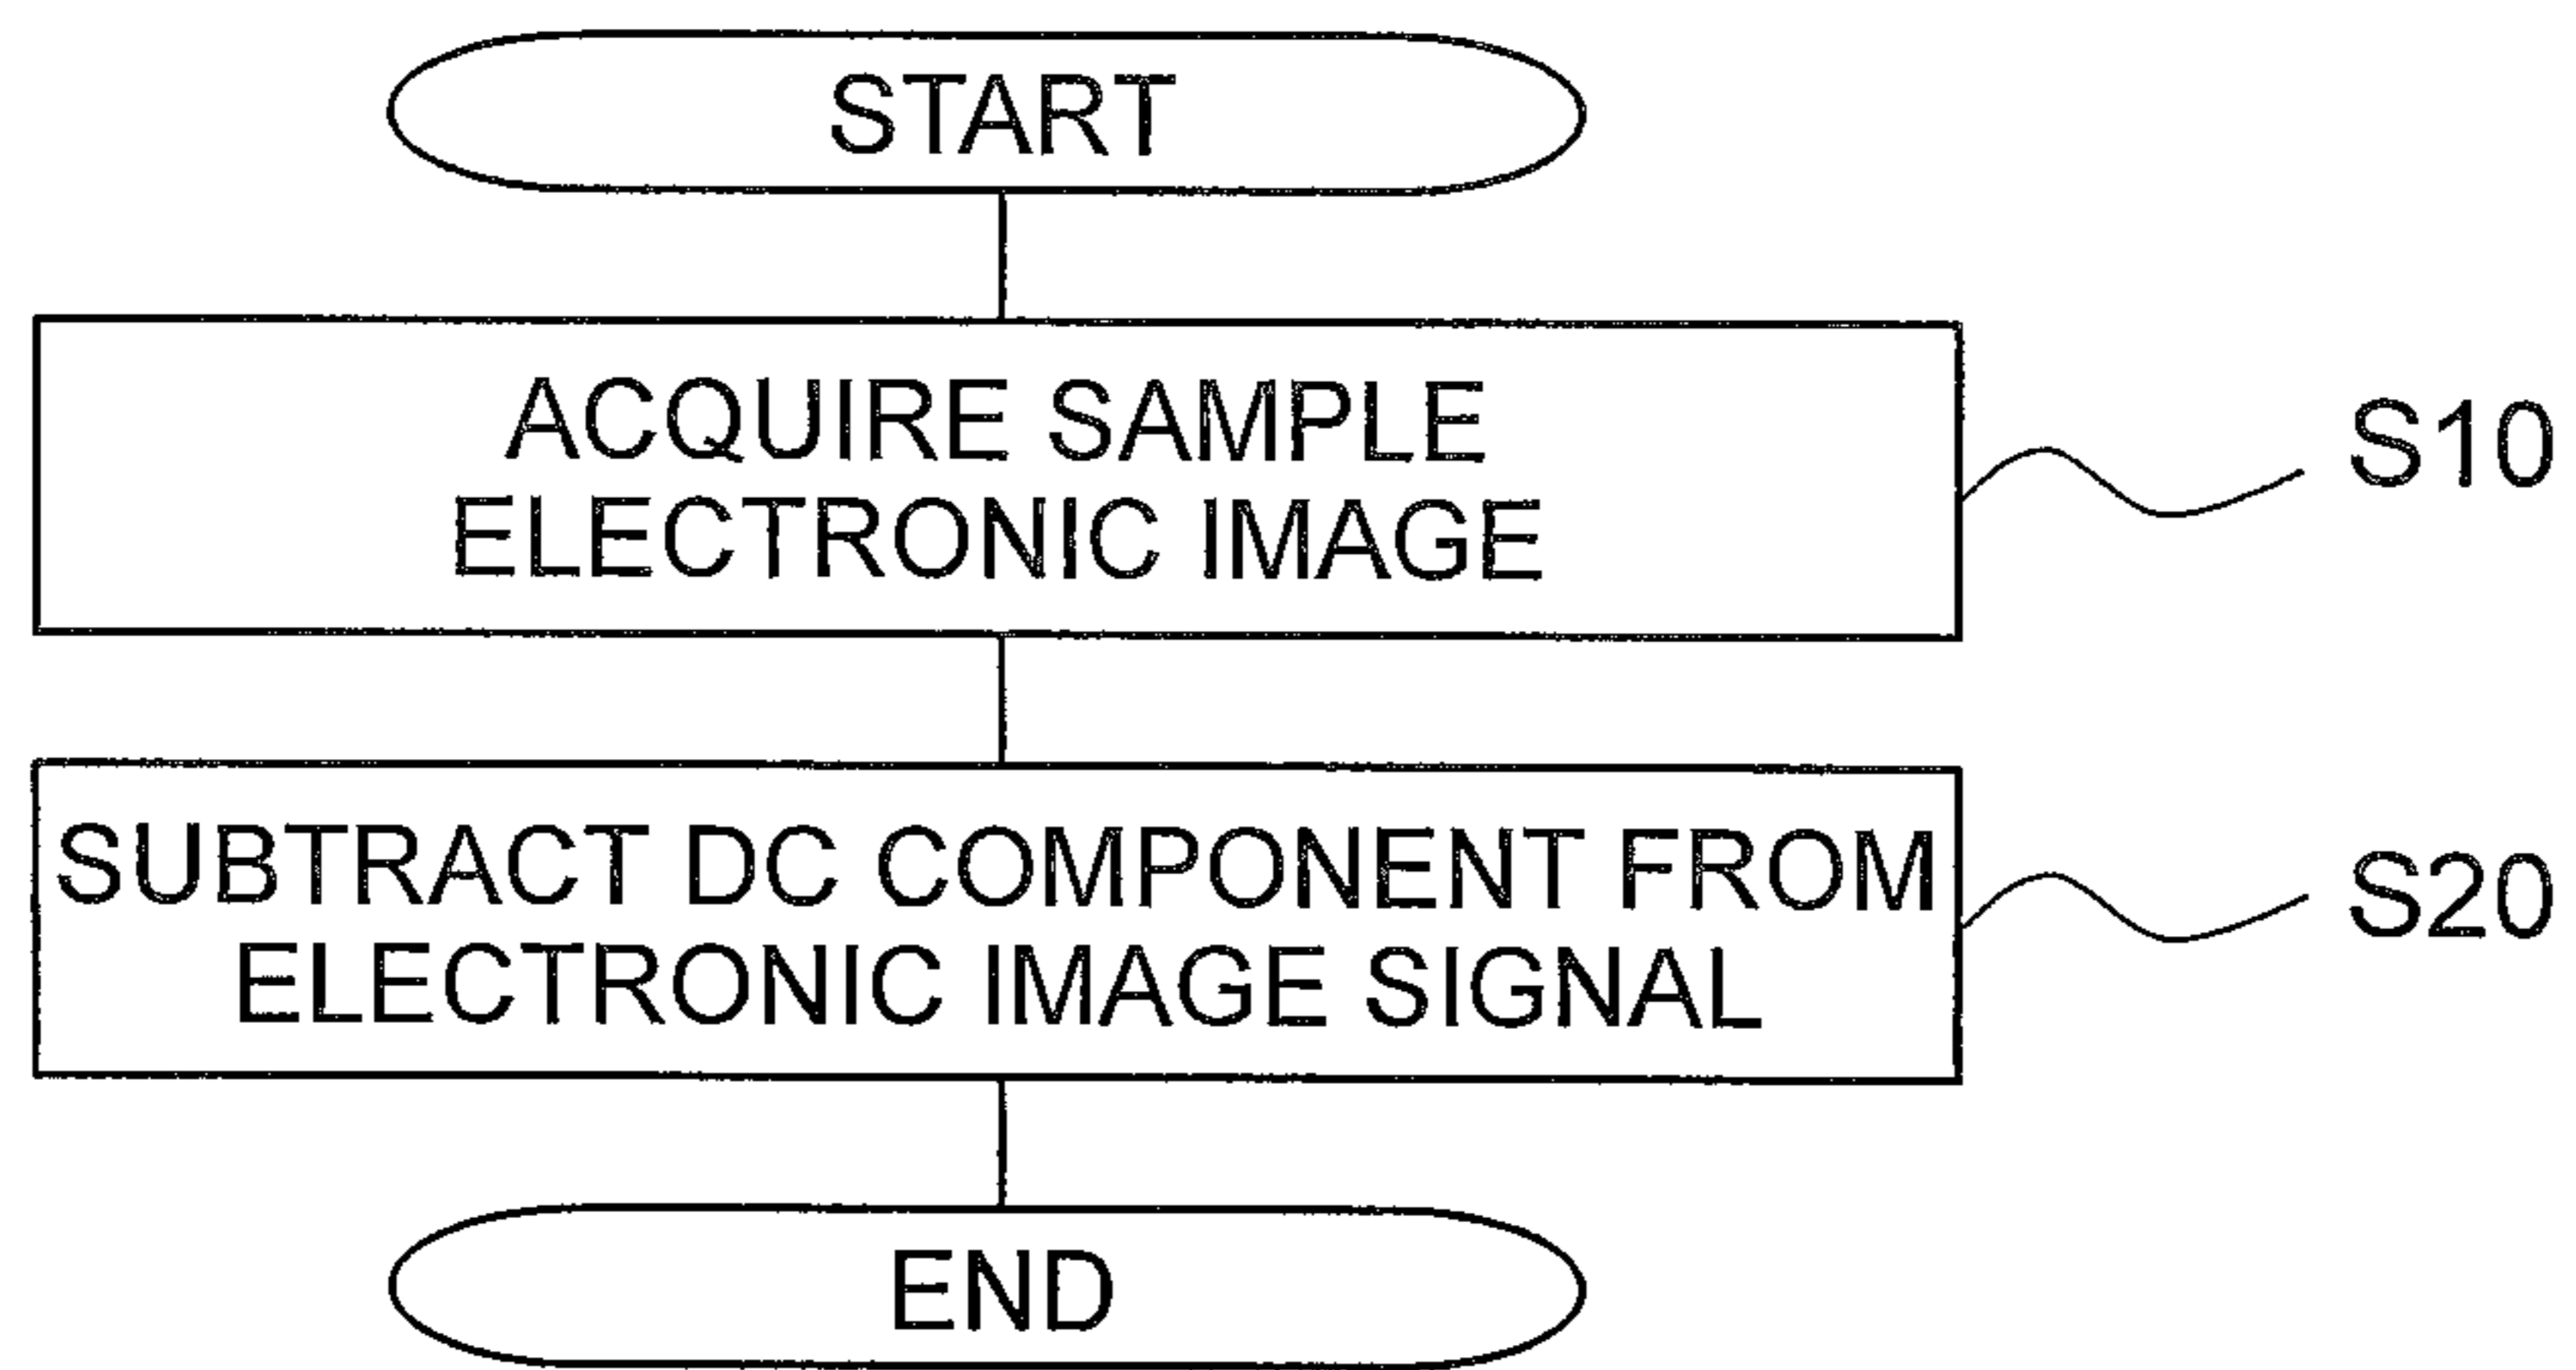 START
ACQUIRE SAMPLE
ELECTRONIC IMAGE
S10
SUBTRACT DC COMPONENT FROM
ELECTRONIC IMAGE SIGNAL
S20
END